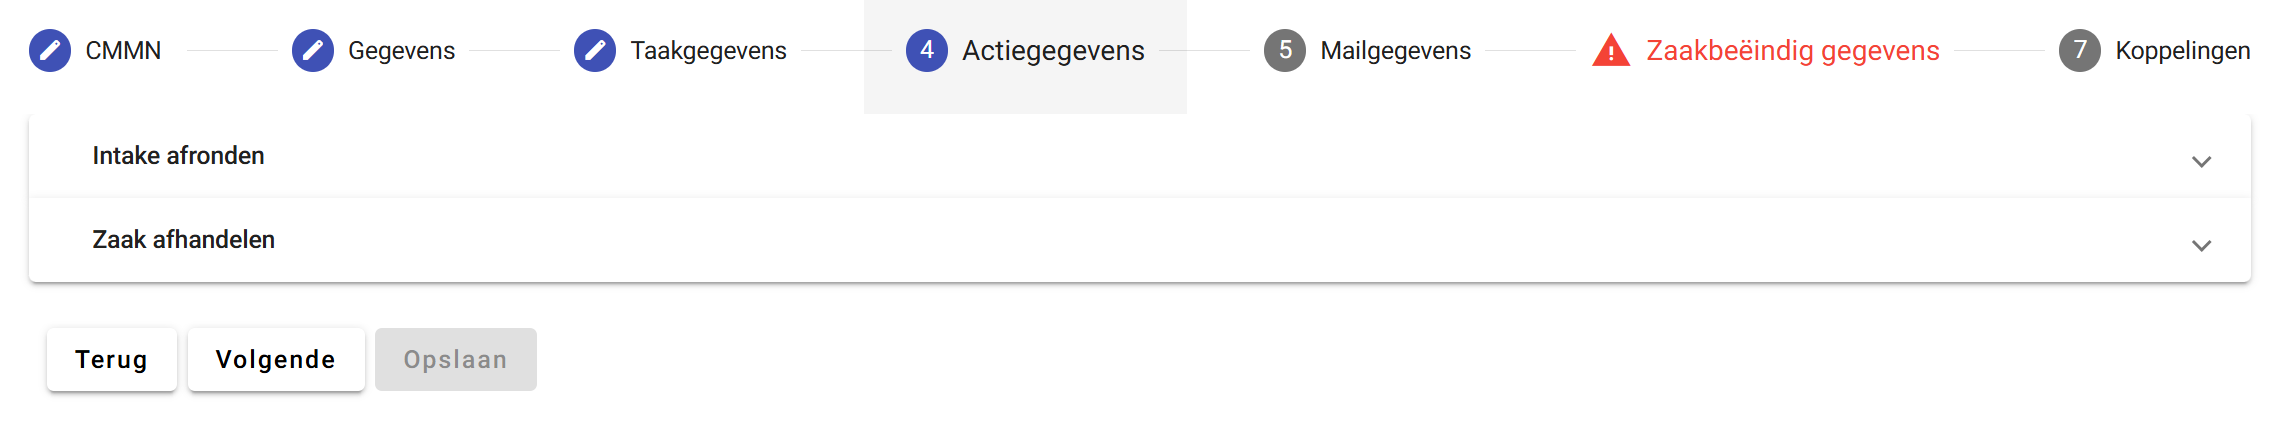 CMMN Gegevens Taakgegevens 4 Actiegegevens 5 Mailgegevens Zaakbeëindig gegevens 7 Koppelingen
Intake afronden
Zaak afhandelen
Terug Volgende Opslaan